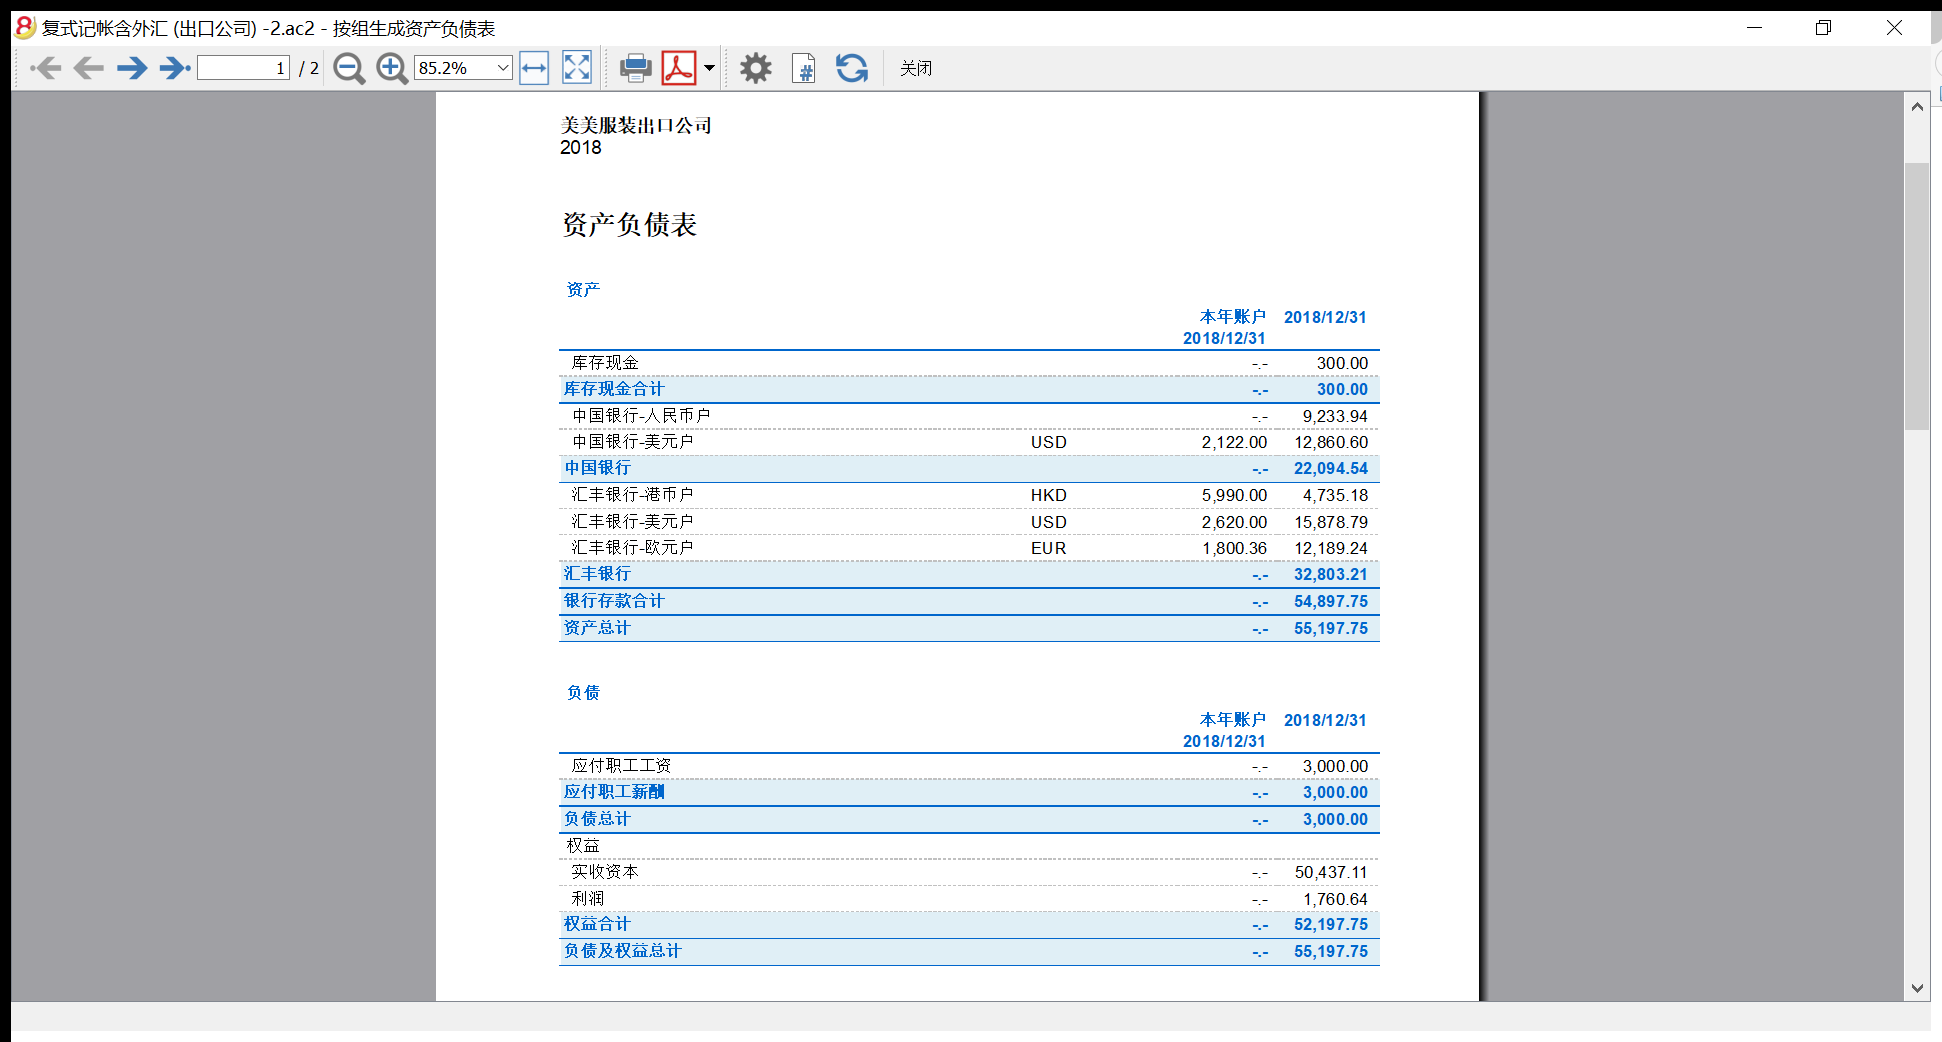 复式记帐含外汇 (出口公司) -2.ac2 - 按组生成资产负债表
1 / 2 85.2% 关闭
美美服装出口公司
2018
资产负债表
资产
本年账户 2018/12/31
2018/12/31
库存现金 -.- 300.00
库存现金合计 -.- 300.00
中国银行-人民币户 -.- 9,233.94
中国银行-美元户 USD 2,122.00 12,860.60
中国银行 -.- 22,094.54
汇丰银行-港币户 HKD 5,990.00 4,735.18
汇丰银行-美元户 USD 2,620.00 15,878.79
汇丰银行-欧元户 EUR 1,800.36 12,189.24
汇丰银行 -.- 32,803.21
银行存款合计 -.- 54,897.75
资产总计 -.- 55,197.75
负债
本年账户 2018/12/31
2018/12/31
应付职工工资 -.- 3,000.00
应付职工薪酬 -.- 3,000.00
负债总计 -.- 3,000.00
权益
实收资本 -.- 50,437.11
利润 -.- 1,760.64
权益合计 -.- 52,197.75
负债及权益总计 -.- 55,197.75